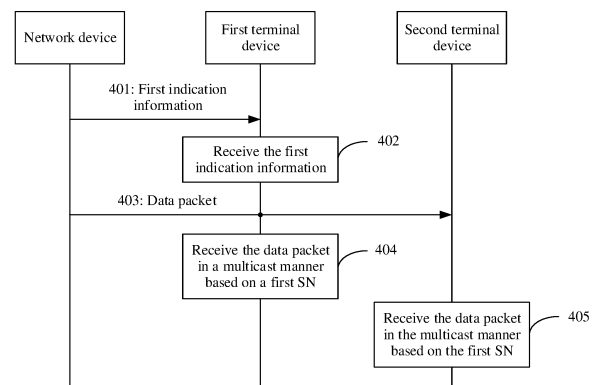 Network device
First terminal
device
Second terminal
device
401: First indication
information
Receive the first
indication information
402
403: Data packet
Receive the data packet
in a multicast manner
based on a first SN
404
Receive the data packet
in the multicast manner
based on the first SN
405